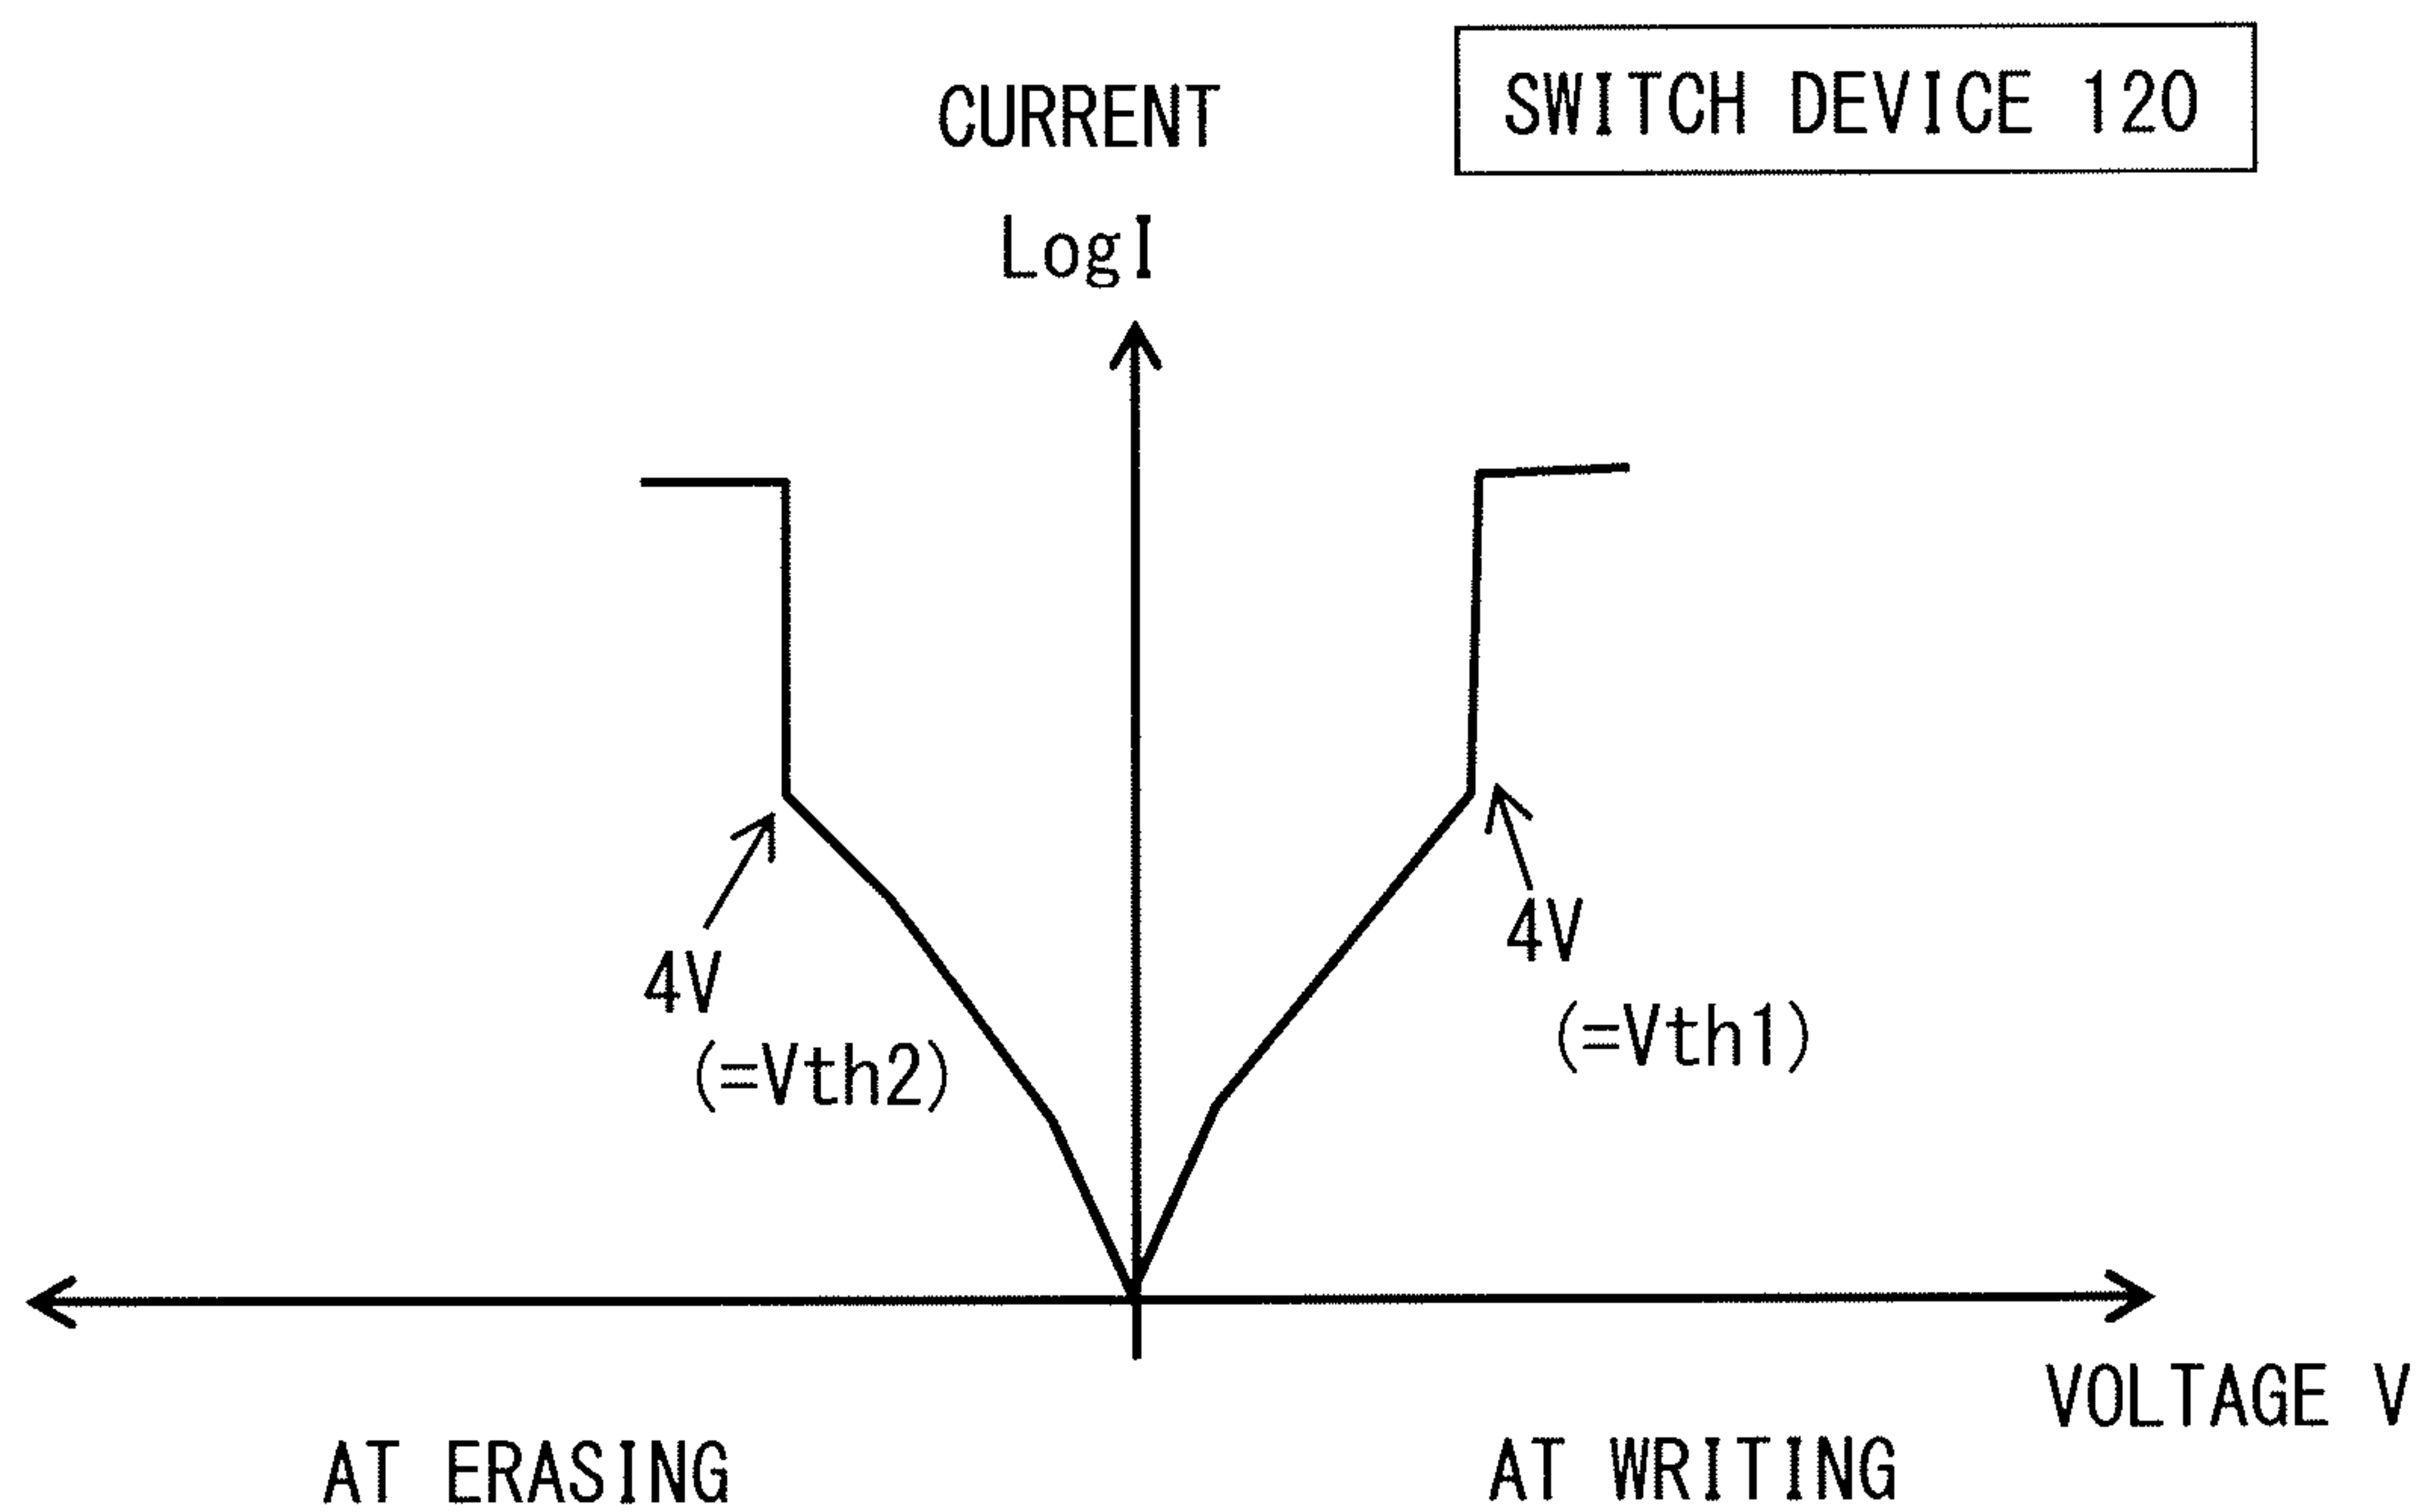 SWITCH DEVICE 120
CURRENT
LogI
4V
(=Vth2)
4V
(=Vth1)
VOLTAGE V
AT ERASING
AT WRITING